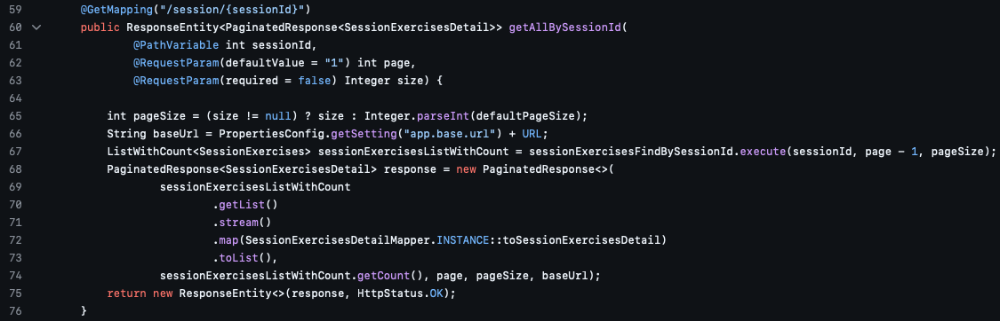 59 @GetMapping("/session/{sessionId}")
60 public ResponseEntity<PaginatedResponse<SessionExercisesDetail>> getAllBySessionId(
61 @PathVariable int sessionId,
62 @RequestParam(defaultValue = "1") int page,
63 @RequestParam(required = false) Integer size) {
64
65 int pageSize = (size != null) ? size : Integer.parseInt(defaultPageSize);
66 String baseUrl = PropertiesConfig.getSetting("app.base.url") + URL;
67 ListWithCount<SessionExercises> sessionExercisesListWithCount = sessionExercisesFindBySessionId.execute(sessionId, page - 1, pageSize);
68 PaginatedResponse<SessionExercisesDetail> response = new PaginatedResponse<>(
69 sessionExercisesListWithCount
70 .getList()
71 .stream()
72 .map(SessionExercisesDetailMapper.INSTANCE::toSessionExercisesDetail)
73 .toList(),
74 sessionExercisesListWithCount.getCount(), page, pageSize, baseUrl);
75 return new ResponseEntity<>(response, HttpStatus.OK);
76 }